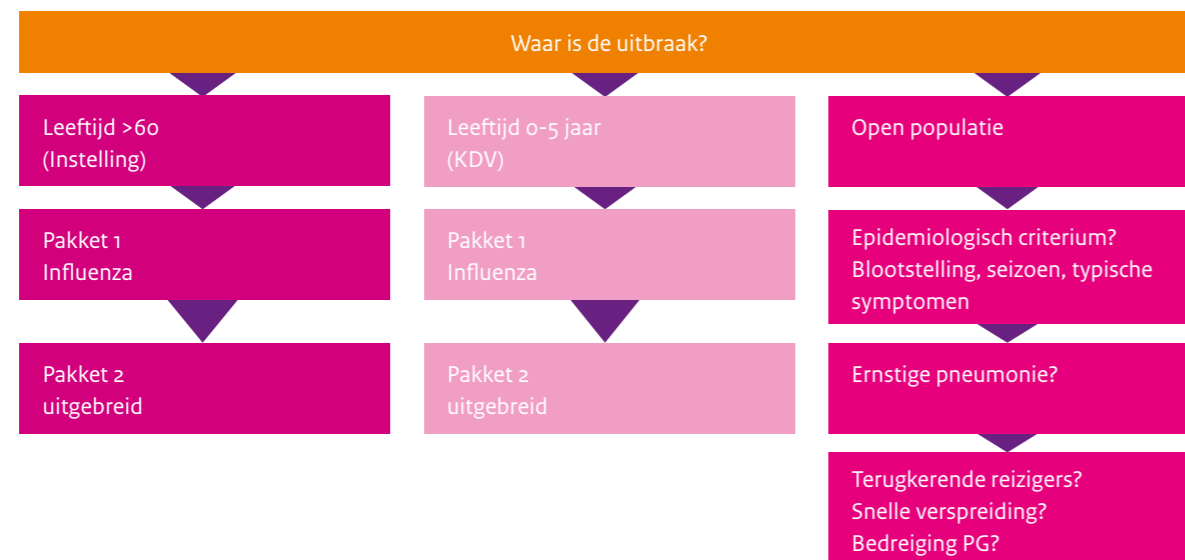 Waar is de uitbraak?
Leeftijd >60
(Instelling)
Pakket 1
Influenza
Pakket 2
uitgebreid
Leeftijd 0-5 jaar
(KDV)
Pakket 1
Influenza
Pakket 2
uitgebreid
Open populatie
Epidemiologisch criterium?
Blootstelling, seizoen, typische
symptomen
Ernstige pneumonie?
Terugkerende reizigers?
Snelle verspreiding?
Bedreiging PG?